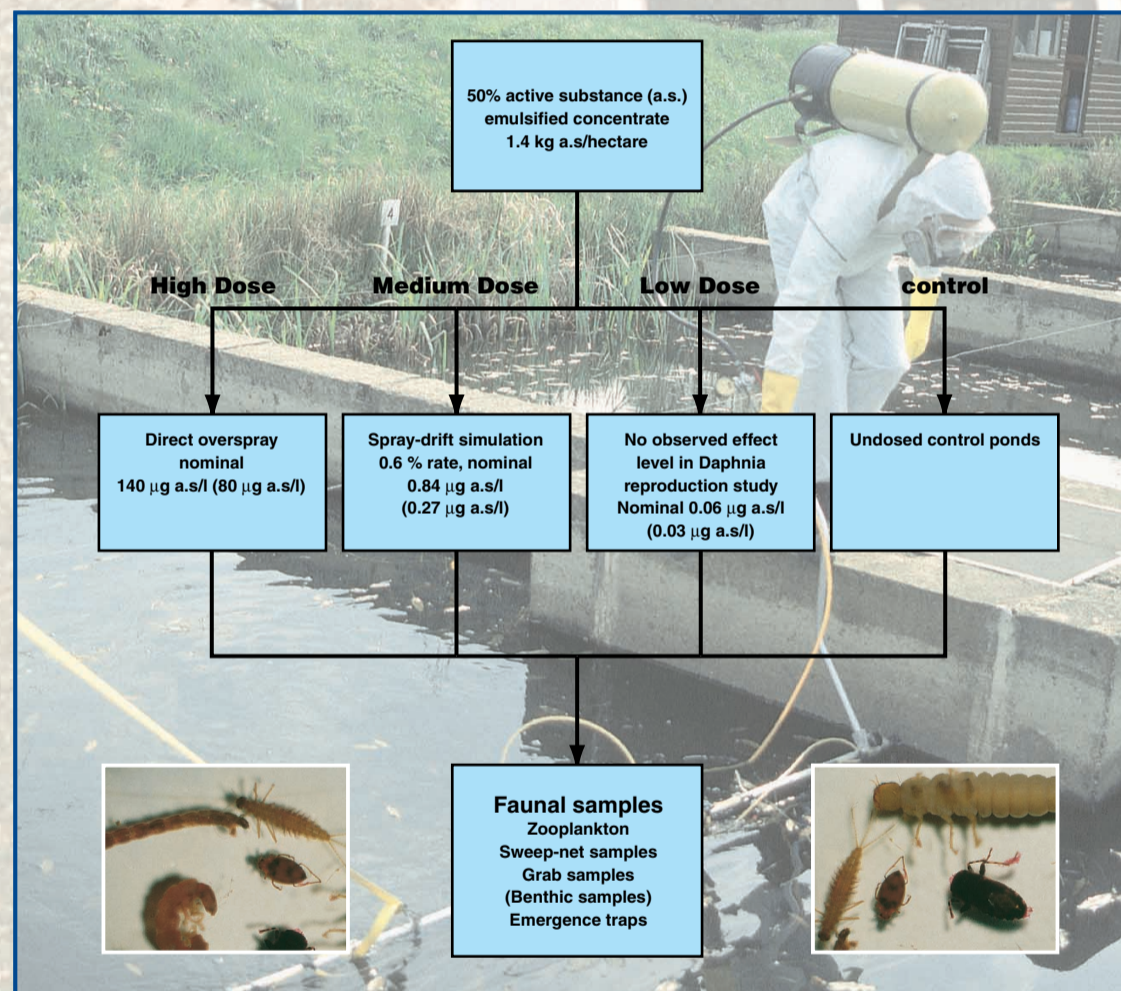 50% active substance (a.s.)
emulsified concentrate
1.4 kg a.s/hectare
4
High Dose
Medium Dose
Low Dose
control
Direct overspray
nominal
140 µg a.s/l (80 µg a.s/l)
Spray-drift simulation
0.6 % rate, nominal
0.84 µg a.s/l
(0.27 µg a.s/l)
No observed effect
level in Daphnia
reproduction study
Nominal 0.06 µg a.s/l
(0.03 µg a.s/l)
Undosed control ponds
Faunal samples
Zooplankton
Sweep-net samples
Grab samples
(Benthic samples)
Emergence traps